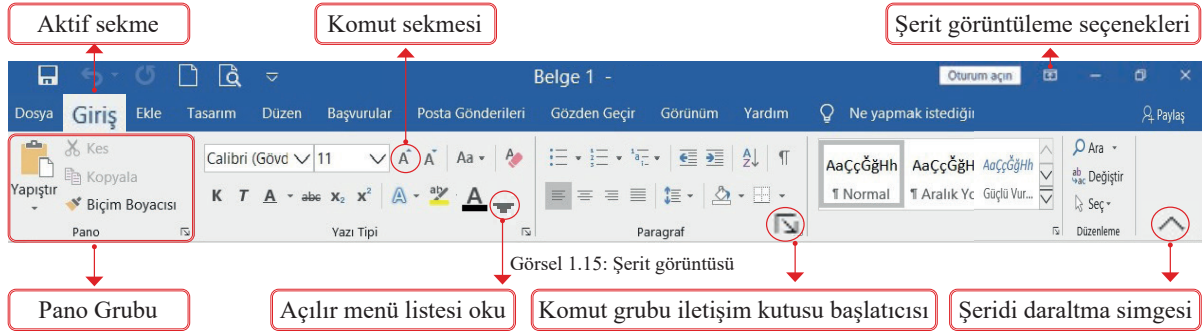 Aktif sekme
Komut sekmesi
Şerit görüntüleme seçenekleri
Belge 1 -
Oturum açın
Dosya Giriş Ekle Tasarım Düzen Başvurular Posta Gönderileri Gözden Geçir Görünüm Yardım Ne yapmak istediğin Paylaş
Yapıştır
Kes
Kopyala
Biçim Boyacısı
Pano
Calibri (Gövd 11 A A Aa
K T A abc x₂ x² A aby A
Yazı Tipi
Paragraf
AaÇçĞğHh AaÇçĞğH AaÇçĞğHh
¶ Normal ¶ Aralık Yo Güçlü Vur...
Ara
Değiştir
Seç
Düzenleme
Görsel 1.15: Şerit görüntüsü
Pano Grubu
Açılır menü listesi oku
Komut grubu iletişim kutusu başlatıcısı
Şeridi daraltma simgesi